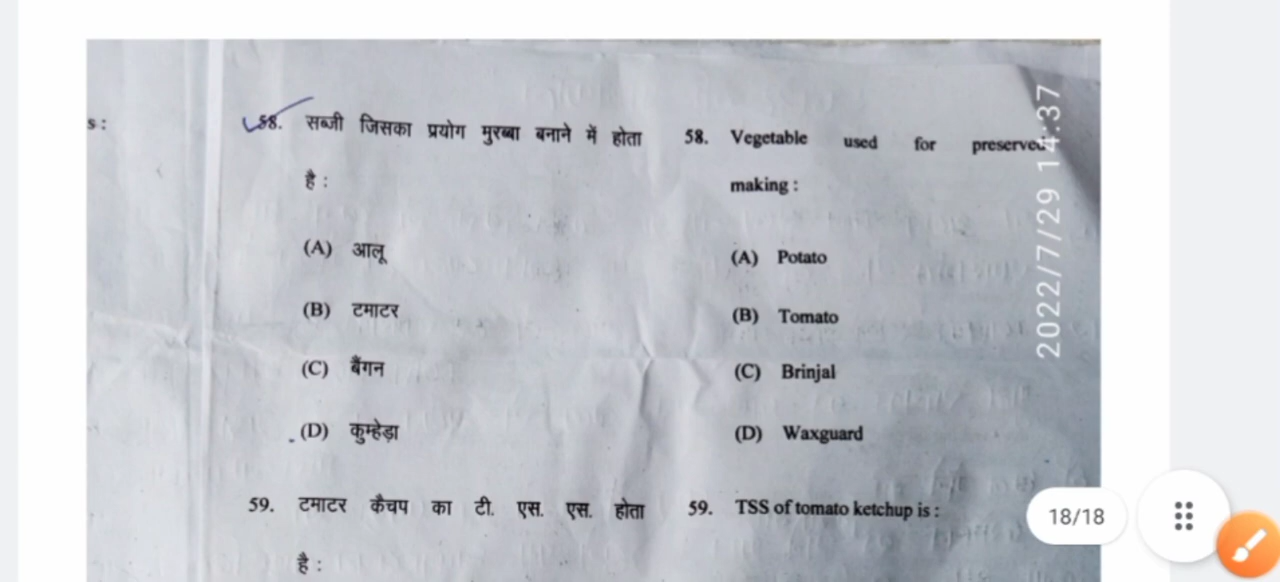 s :
58. सब्जी जिसका प्रयोग मुरब्बा बनाने में होता
है :
(A) आलू
(B) टमाटर
(C) बैंगन
(D) कुम्हेड़ा
59. टमाटर कैचप का टी. एस. एस. होता
है :
58. Vegetable used for preserved
making :
(A) Potato
(B) Tomato
(C) Brinjal
(D) Waxguard
59. TSS of tomato ketchup is :
2022/7/29 14:37
18/18